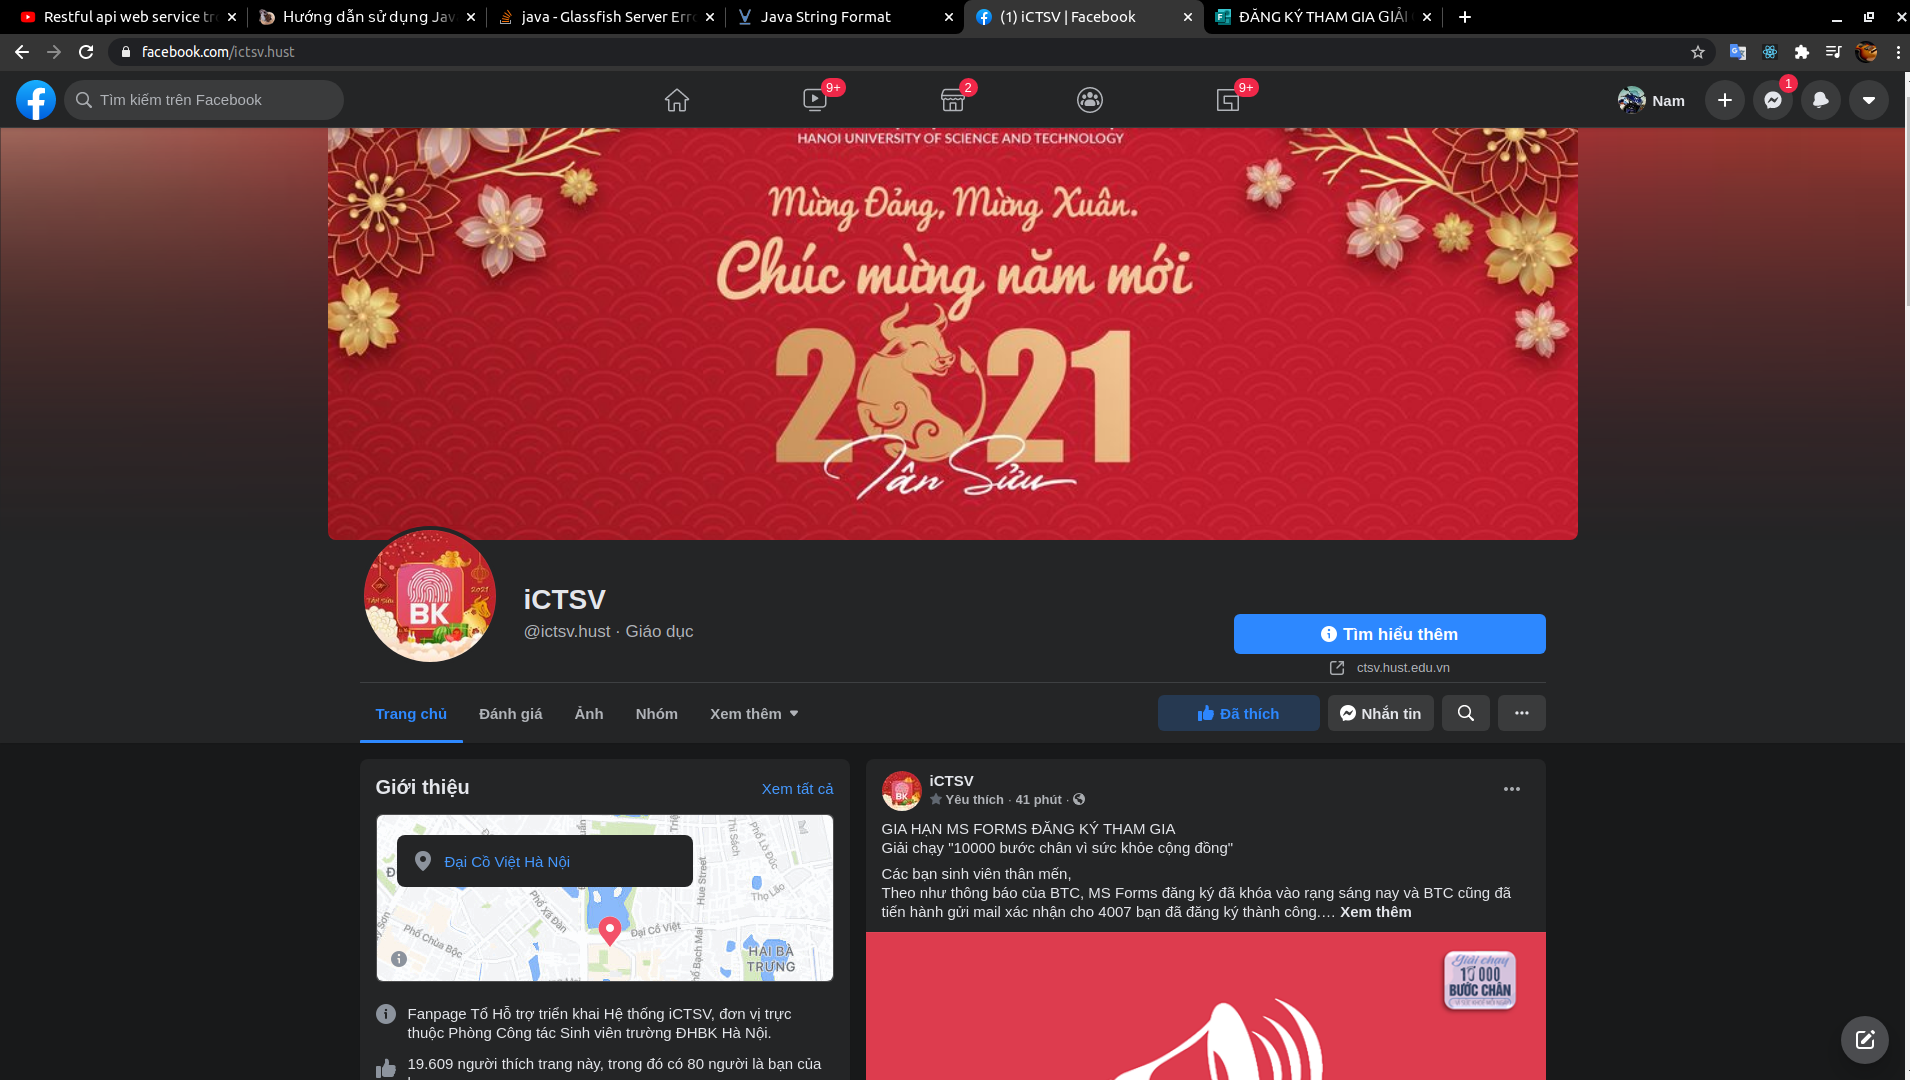 Restful api web service tr
Hướng dẫn sử dụng Jav
java - Glassfish Server Erro
Java String Format
(1) iCTSV | Facebook
ĐĂNG KÝ THAM GIA GIẢI
facebook.com/ictsv.hust
Tìm kiếm trên Facebook
9+
2
9+
Nam
1
HANOI UNIVERSITY OF SCIENCE AND TECHNOLOGY
Mừng Đảng, Mừng Xuân.
Chúc mừng năm mới
2021
Tân Sửu
BK
2021
iCTSV
@ictsv.hust · Giáo dục
Tìm hiểu thêm
ctsv.hust.edu.vn
Trang chủ
Đánh giá
Ảnh
Nhóm
Xem thêm
Đã thích
Nhắn tin
Giới thiệu
Xem tất cả
Đại Cồ Việt Hà Nội
Thi Sách
Phố Lò Đúc
Hue Street
Thọ Lão
Phố Xã Đàn
Đại Cồ Việt
Phố Chùa Bộc
Bạch Mai
HAI BÀ
TRƯNG
Fanpage Tổ Hỗ trợ triển khai Hệ thống iCTSV, đơn vị trực
thuộc Phòng Công tác Sinh viên trường ĐHBK Hà Nội.
19.609 người thích trang này, trong đó có 80 người là bạn của
BK
iCTSV
Yêu thích · 41 phút ·
GIA HẠN MS FORMS ĐĂNG KÝ THAM GIA
Giải chạy "10000 bước chân vì sức khỏe cộng đồng"
Các bạn sinh viên thân mến,
Theo như thông báo của BTC, MS Forms đăng ký đã khóa vào rạng sáng nay và BTC cũng đã
tiến hành gửi mail xác nhận cho 4007 bạn đã đăng ký thành công.... Xem thêm
Giải chạy
10 000
BƯỚC CHÂN